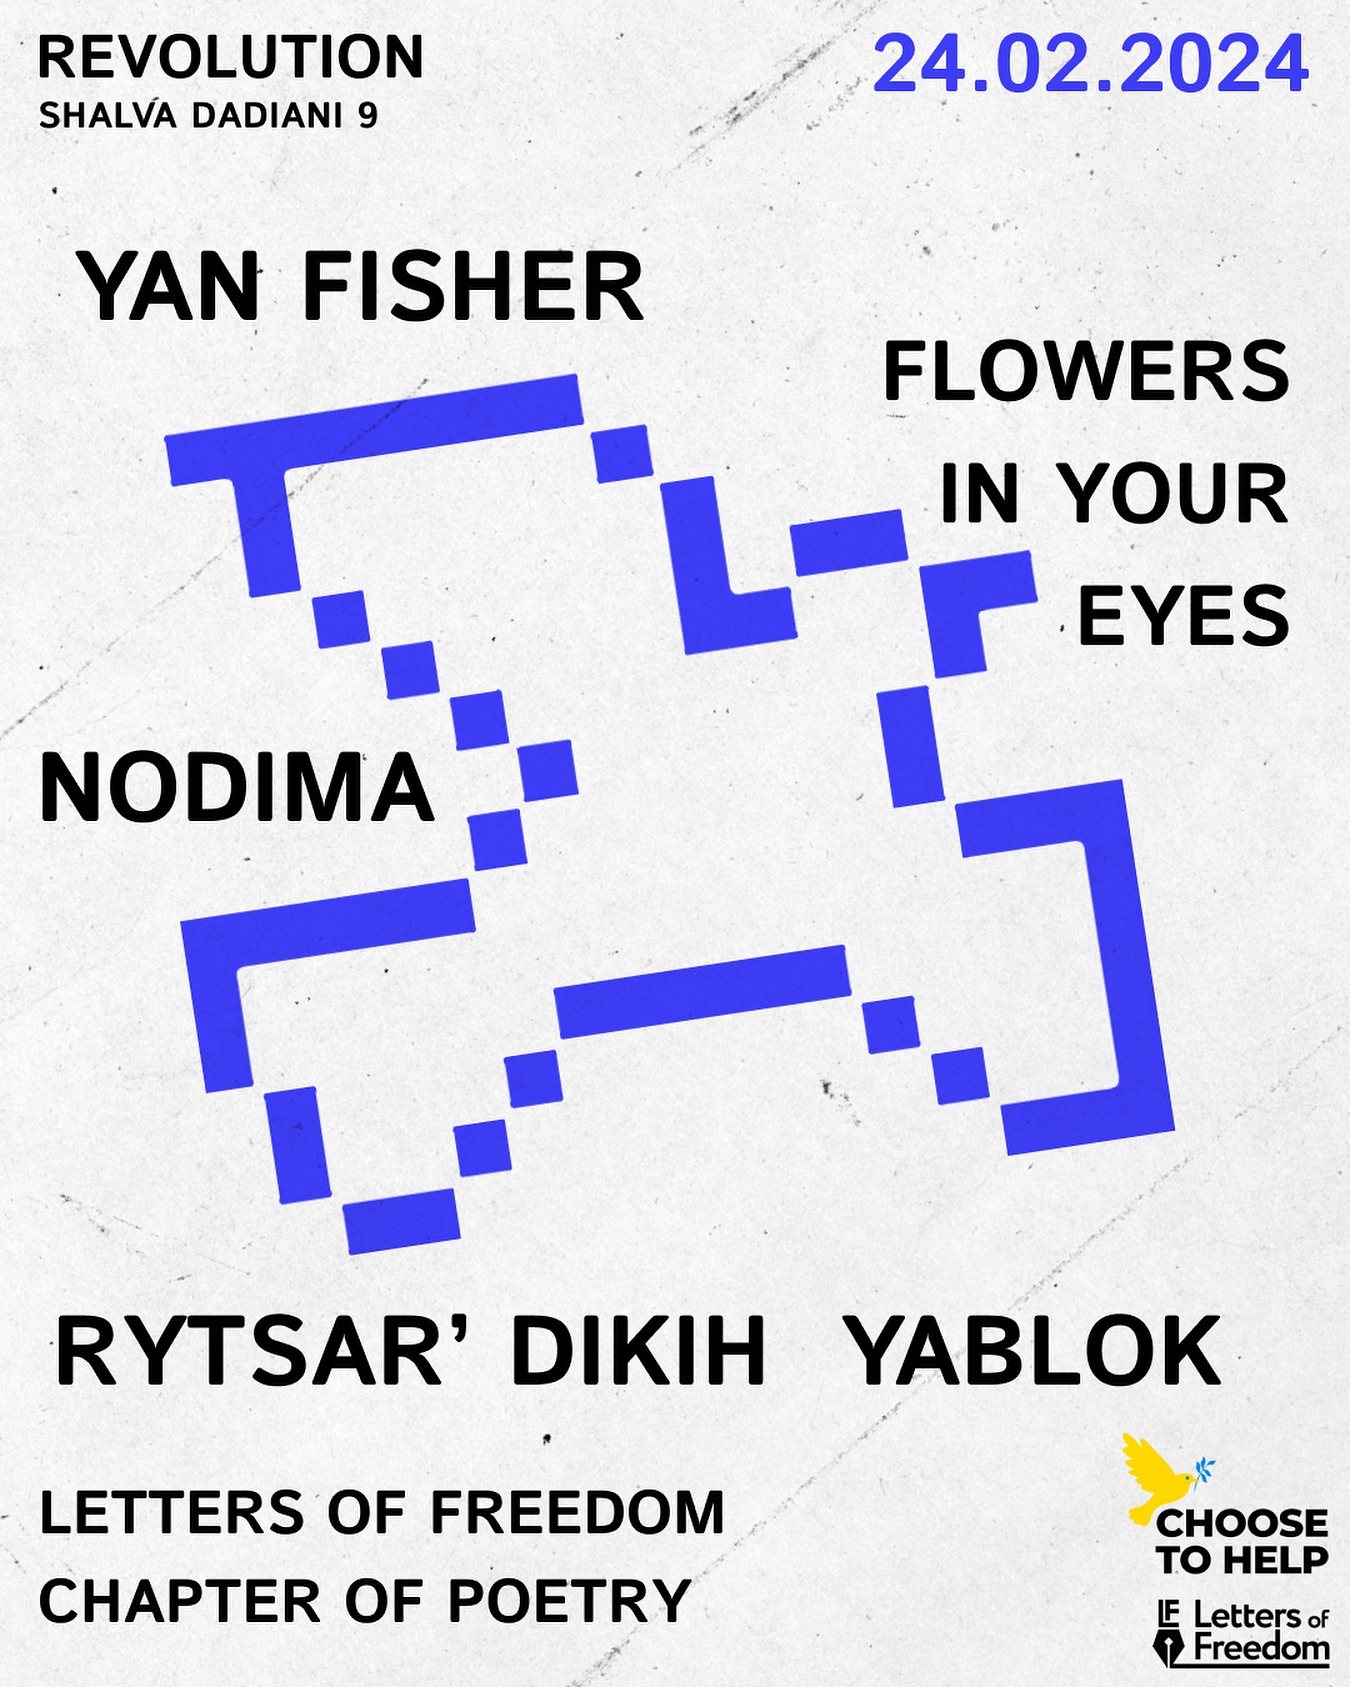 REVOLUTION
SHALVA DADIANI 9
24.02.2024
YAN FISHER
FLOWERS
IN YOUR
EYES
NODIMA
RYTSAR’ DIKIH YABLOK
LETTERS OF FREEDOM
CHAPTER OF POETRY
CHOOSE
TO HELP
LF Letters of
Freedom